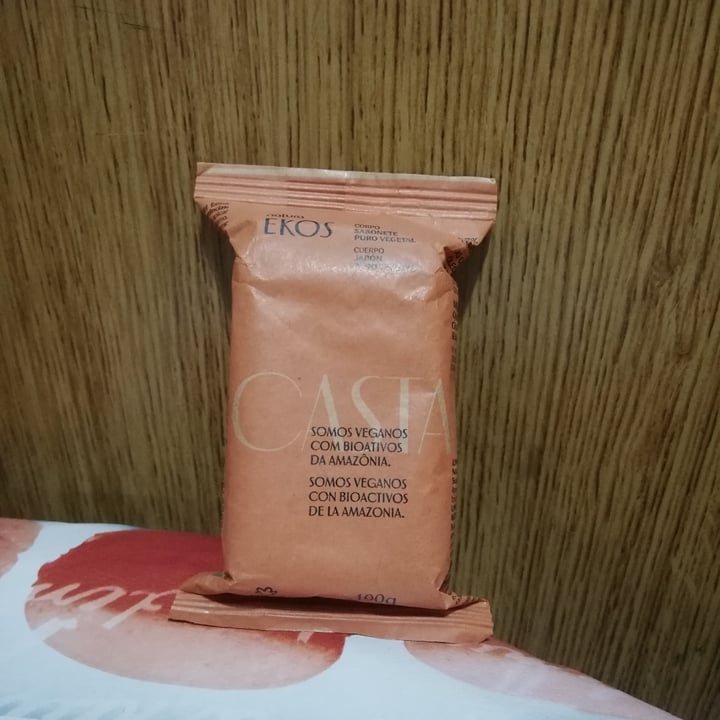 natura
EKOS
CORPO
SABONETE
PURO VEGETAL
CUERPO
JABÓN
CASTA
SOMOS VEGANOS
COM BIOATIVOS
DA AMAZÔNIA.
SOMOS VEGANOS
CON BIOACTIVOS
DE LA AMAZONIA.
100g